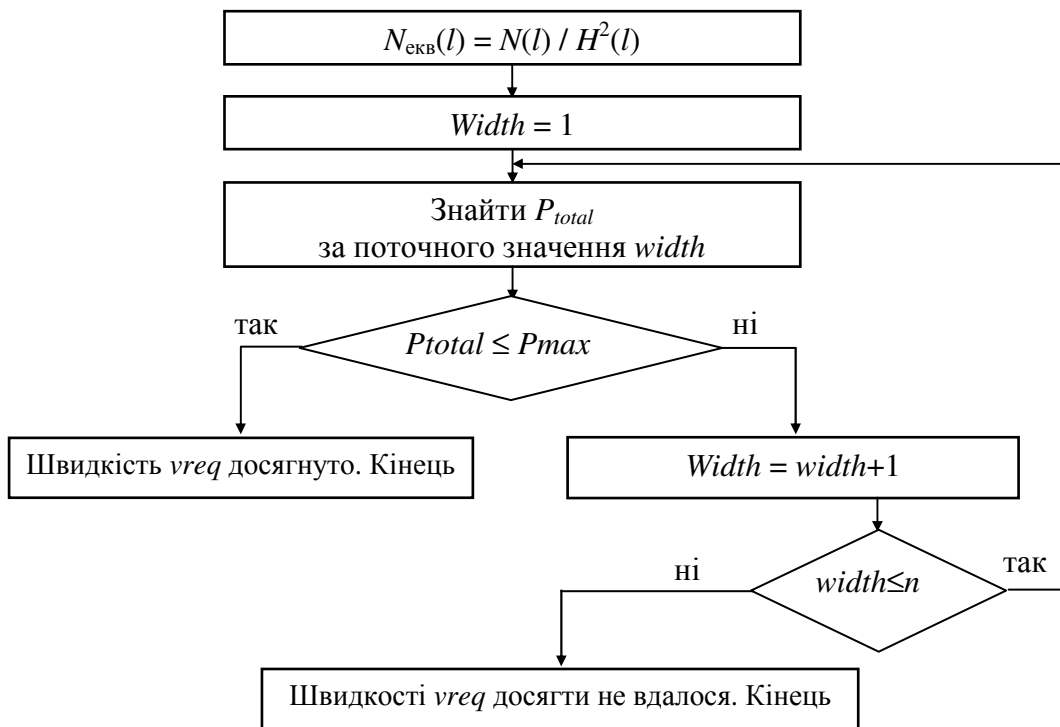 Nекв(l) = N(l) / H²(l)
Width = 1
Знайти Ptotal
за поточного значення width
так
ні
Ptotal ≤ Pmax
Швидкість vreq досягнуто. Кінець
Width = width+1
ні
так
width≤n
Швидкості vreq досягти не вдалося. Кінець